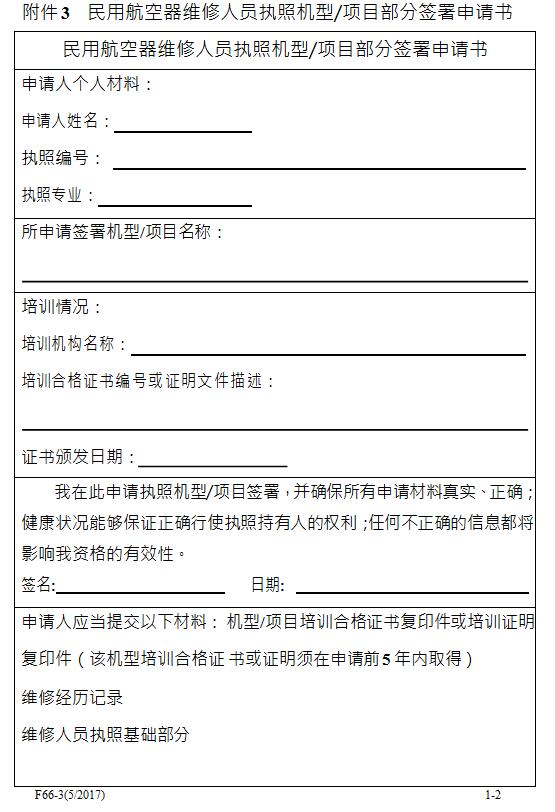 附件3 民用航空器维修人员执照机型/项目部分签署申请书
民用航空器维修人员执照机型/项目部分签署申请书
申请人个人材料：
申请人姓名：
执照编号：
执照专业：
所申请签署机型/项目名称：
培训情况：
培训机构名称：
培训合格证书编号或证明文件描述：
证书颁发日期：
我在此申请执照机型/项目签署，并确保所有申请材料真实、正确；
健康状况能够保证正确行使执照持有人的权利；任何不正确的信息都将
影响我资格的有效性。
签名: 日期:
申请人应当提交以下材料：机型/项目培训合格证书复印件或培训证明
复印件（该机型培训合格证 书或证明须在申请前5年内取得）
维修经历记录
维修人员执照基础部分
F66-3(5/2017) 1-2